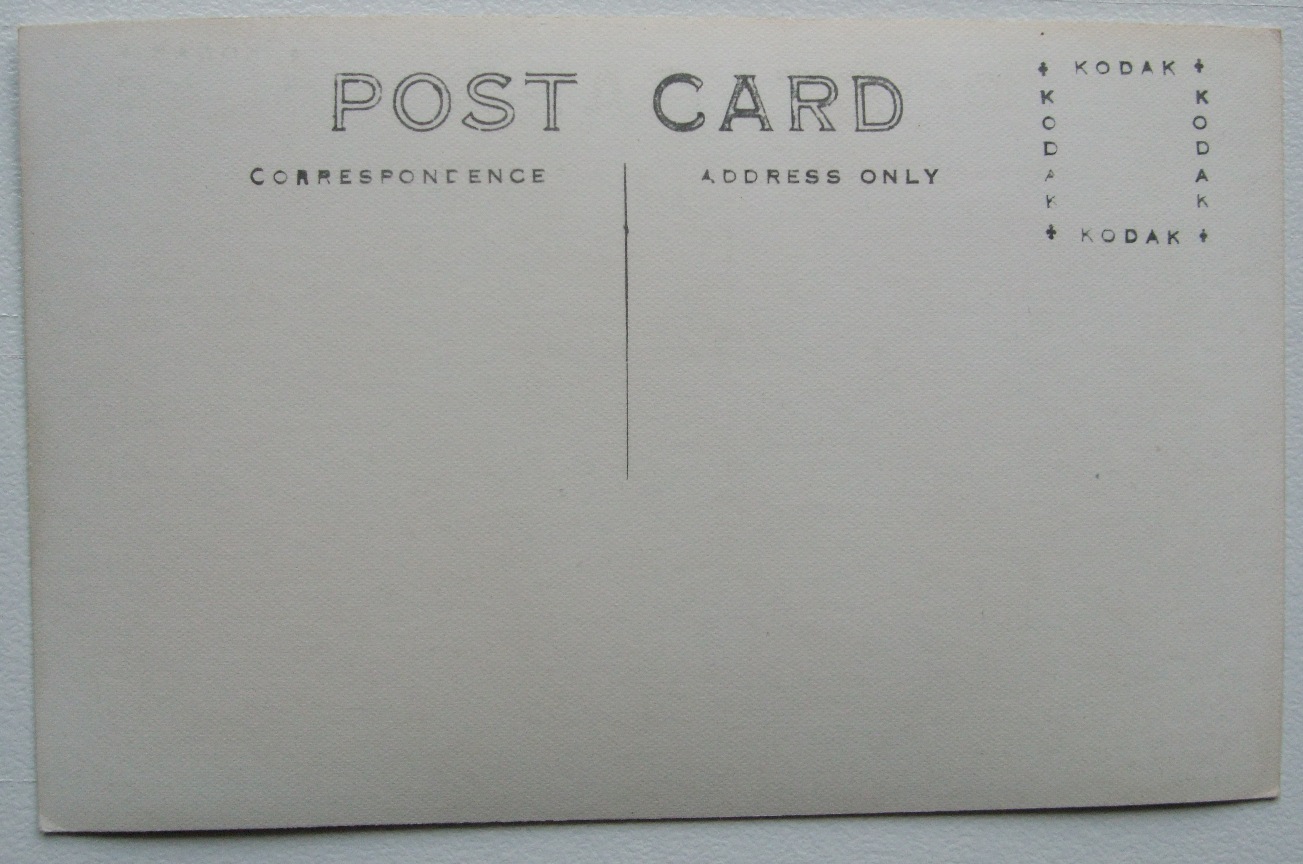 POST CARD
CORRESPONDENCE
ADDRESS ONLY
KODAK
KODAK
KODAK
KODAK